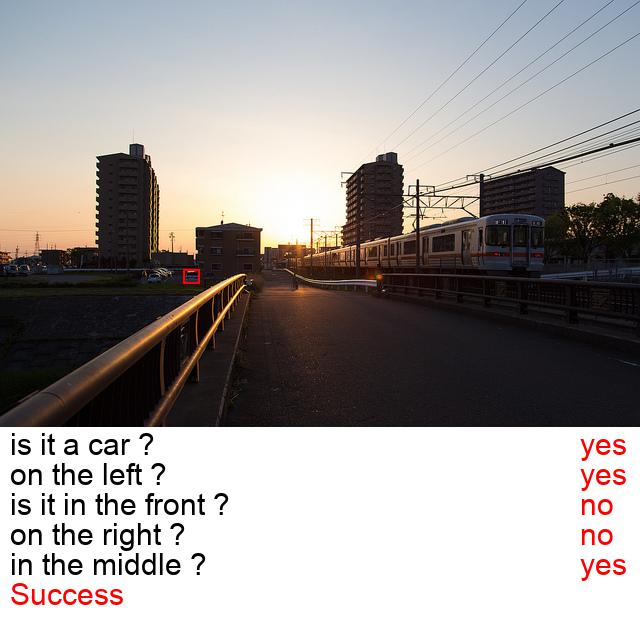 is it a car ? yes
on the left ? yes
is it in the front ? no
on the right ? no
in the middle ? yes
Success